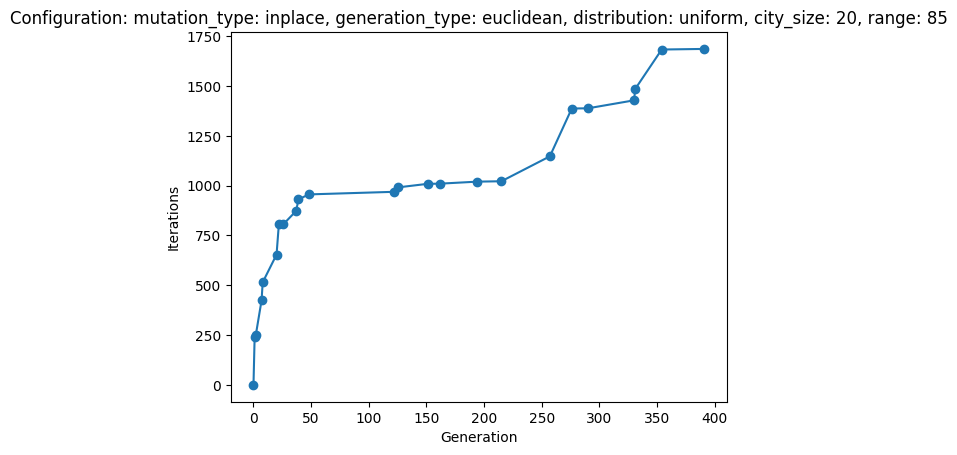 Configuration: mutation_type: inplace, generation_type: euclidean, distribution: uniform, city_size: 20, range: 85
1750
1500
1250
1000
750
500
250
0
Iterations
0 50 100 150 200 250 300 350 400
Generation